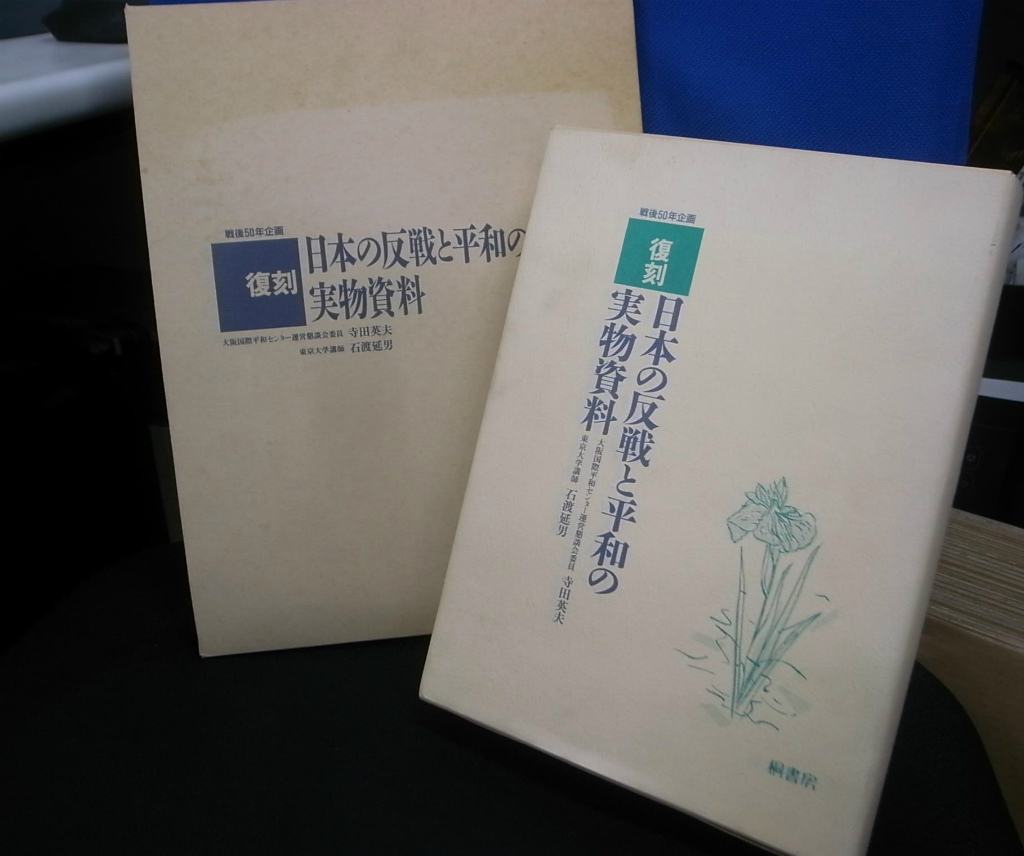 戦後50年企画
復刻
日本の反戦と平和の
実物資料
大阪国際平和センター運営懇談会委員 寺田英夫
東京大学講師 石渡延男
戦後50年企画
復刻
日本の反戦と平和の
実物資料
大阪国際平和センター運営懇談会委員 寺田英夫
東京大学講師 石渡延男
桐書房